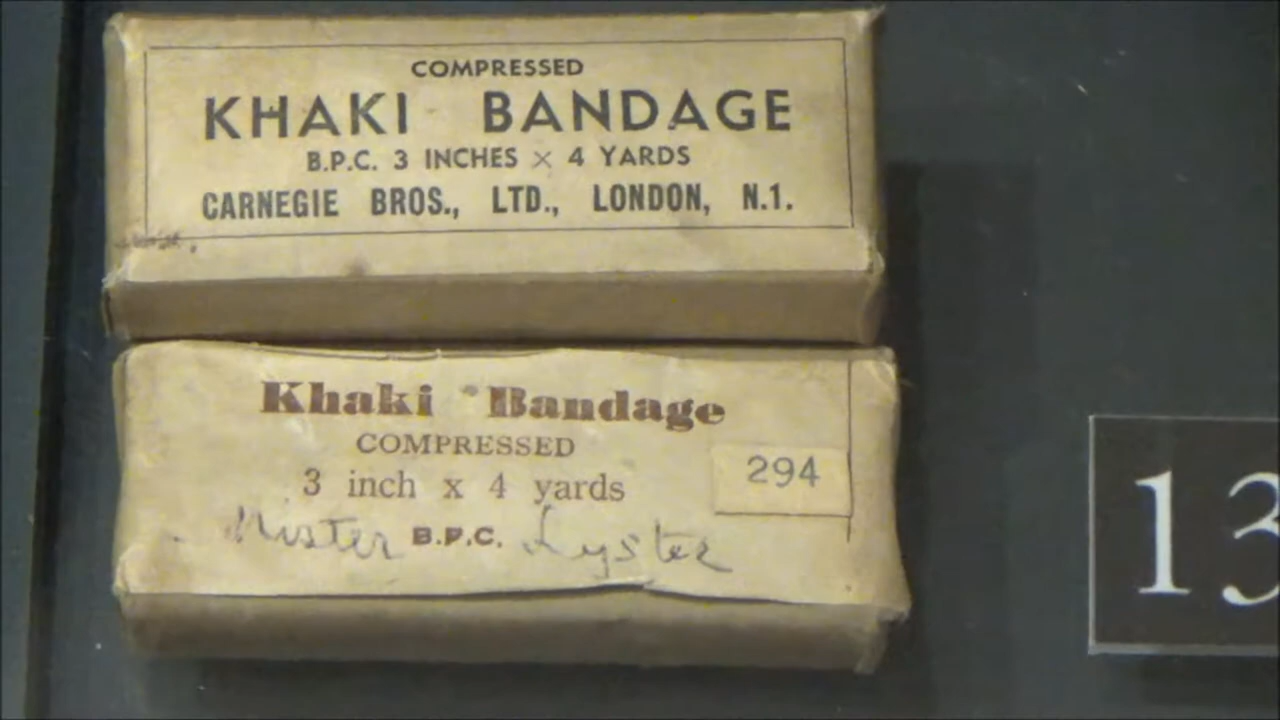 COMPRESSED
KHAKI BANDAGE
B.P.C. 3 INCHES × 4 YARDS
CARNEGIE BROS., LTD., LONDON, N.1.
Khaki Bandage
COMPRESSED
3 inch x 4 yards
294
Mister B.P.C. Lyster
13